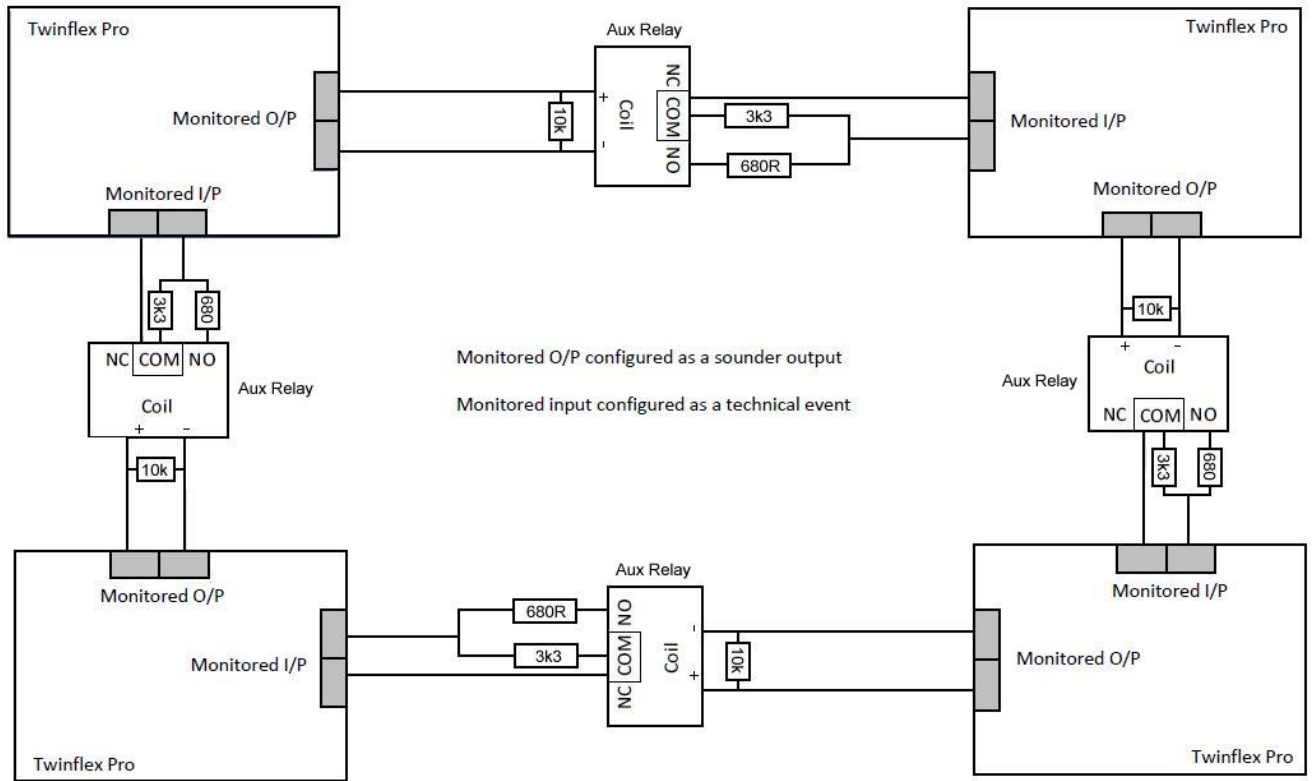 Twinflex Pro
Aux Relay
Twinflex Pro
Monitored O/P
10k
+
-
Coil
NC
COM
NO
3k3
680R
Monitored I/P
Monitored I/P
Monitored O/P
3k3
680
NC COM NO
Coil
+ -
Aux Relay
10k
Monitored O/P configured as a sounder output
Monitored input configured as a technical event
10k
+ -
Coil
Aux Relay
NC COM NO
3k3
680
Monitored O/P
Monitored I/P
Aux Relay
680R
3k3
NO
COM
NC
Coil
-
+
10k
Monitored I/P
Monitored O/P
Twinflex Pro
Twinflex Pro